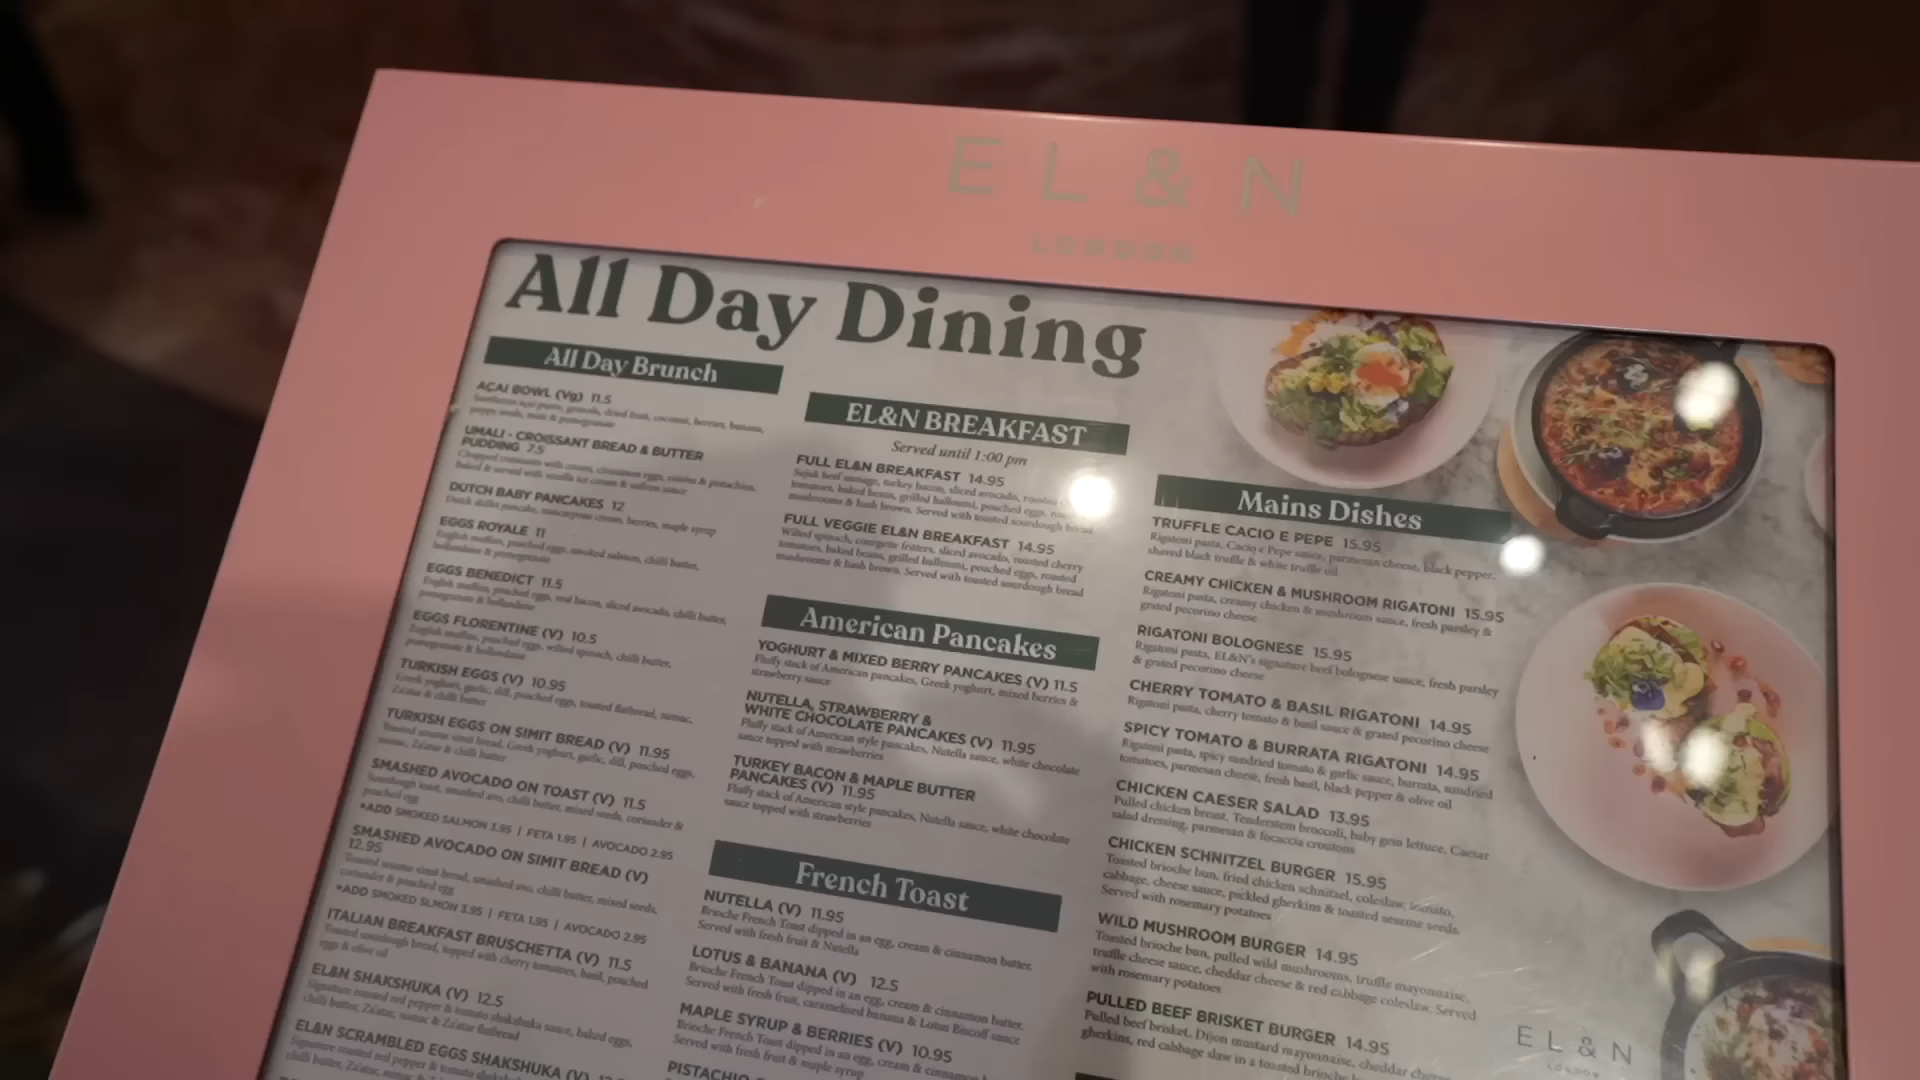 EL&N
LONDON
All Day Dining
All Day Brunch
ACAI BOWL (Vg) 11.5
puree, granola, dried fruit, coconut, berries, banana,
poppy seeds, mint & pomegranate
UMALI - CROISSANT BREAD & BUTTER
PUDDING 7.5
Chopped croissants with cream, cinnamon eggs, raisins & pistachios,
baked & served with vanilla ice cream & saffron sauce
DUTCH BABY PANCAKES 12
Dutch skillet pancake, mascarpone cream, berries, maple syrup
EGGS ROYALE 11
English muffins, poached eggs, smoked salmon, chilli butter,
hollandaise & pomegranate
EGGS BENEDICT 11.5
English muffins, poached eggs, veal bacon, sliced avocado, chilli butter,
pomegranate & hollandaise
EGGS FLORENTINE (V) 10.5
English muffins, poached eggs, wilted spinach, chilli butter,
pomegranate & hollandaise
TURKISH EGGS (V) 10.95
Greek yoghurt, garlic, dill, poached eggs, toasted flatbread, sumac,
Za'atar & chilli butter
TURKISH EGGS ON SIMIT BREAD (V) 11.95
Toasted sesame simit bread, Greek yoghurt, garlic, dill, poached eggs,
sumac, Za'atar & chilli butter
SMASHED AVOCADO ON TOAST (V) 11.5
Sourdough toast, smashed avo, chilli butter, mixed seeds, coriander &
poached egg
+ADD SMOKED SALMON 3.95 | FETA 1.95 | AVOCADO 2.95
SMASHED AVOCADO ON SIMIT BREAD (V)
12.95
Toasted sesame simit bread, smashed avo, chilli butter, mixed seeds,
coriander & poached egg
+ADD SMOKED SLMON 3.95 | FETA 1.95 | AVOCADO 2.95
ITALIAN BREAKFAST BRUSCHETTA (V) 11.5
Toasted sourdough bread, topped with cherry tomatoes, basil, poached
eggs & olive oil
EL&N SHAKSHUKA (V) 12.5
Signature roasted red pepper & tomato shakshuka sauce, baked eggs,
chilli butter, Za'atar, sumac & Za'atar flatbread
EL&N SCRAMBLED EGGS SHAKSHUKA (V)
Signature roasted red pepper & tomato
chilli butter, Za'atar, sumac &
EL&N BREAKFAST
Served until 1:00 pm
FULL EL&N BREAKFAST 14.95
Sujuk beef sausage, turkey bacon, sliced avocado, roasted
tomatoes, baked beans, grilled halloumi, poached eggs,
mushrooms & hash brown. Served with toasted sourdough bread
FULL VEGGIE EL&N BREAKFAST 14.95
Wilted spinach, courgette fritters, sliced avocado, roasted cherry
tomatoes, baked beans, grilled halloumi, poached eggs, roasted
mushrooms & hash brown. Served with toasted sourdough bread
American Pancakes
YOGHURT & MIXED BERRY PANCAKES (V) 11.5
Fluffy stack of American pancakes, Greek yoghurt, mixed berries &
strawberry sauce
NUTELLA, STRAWBERRY &
WHITE CHOCOLATE PANCAKES (V) 11.95
Fluffy stack of American style pancakes, Nutella sauce, white chocolate
sauce topped with strawberries
TURKEY BACON & MAPLE BUTTER
PANCAKES (V) 11.95
Fluffy stack of American style pancakes, Nutella sauce, white chocolate
sauce topped with strawberries
French Toast
NUTELLA (V) 11.95
Brioche French Toast dipped in an egg, cream & cinnamon butter.
Served with fresh fruit & Nutella
LOTUS & BANANA (V) 12.5
Brioche French Toast dipped in an egg, cream & cinnamon butter.
Served with fresh fruit, caramelised banana & Lotus Biscoff sauce
MAPLE SYRUP & BERRIES (V) 10.95
Brioche French Toast dipped in an egg, cream & cinnamon
Served with fresh fruit & maple syrup
PISTACHIO
Mains Dishes
TRUFFLE CACIO E PEPE 15.95
Rigatoni pasta, Cacio e Pepe sauce, parmesan cheese, black pepper,
shaved black truffle & white truffle oil
CREAMY CHICKEN & MUSHROOM RIGATONI 15.95
Rigatoni pasta, creamy chicken & mushroom sauce, fresh parsley &
grated pecorino cheese
RIGATONI BOLOGNESE 15.95
Rigatoni pasta, EL&N's signature beef bolognese sauce, fresh parsley
& grated pecorino cheese
CHERRY TOMATO & BASIL RIGATONI 14.95
Rigatoni pasta, cherry tomato & basil sauce & grated pecorino cheese
SPICY TOMATO & BURRATA RIGATONI 14.95
Rigatoni pasta, spicy sundried tomato & garlic sauce, burrata, sundried
tomatoes, parmesan cheese, fresh basil, black pepper & olive oil
CHICKEN CAESER SALAD 13.95
Pulled chicken breast, Tenderstem broccoli, baby gem lettuce, Caesar
salad dressing, parmesan & focaccia croutons
CHICKEN SCHNITZEL BURGER 15.95
Toasted brioche bun, fried chicken schnitzel, coleslaw, tomato,
cabbage, cheese sauce, pickled gherkins & toasted sesame seeds.
Served with rosemary potatoes
WILD MUSHROOM BURGER 14.95
Toasted brioche bun, pulled wild mushrooms, truffle mayonnaise,
truffle cheese sauce, cheddar cheese & red cabbage coleslaw. Served
with rosemary potatoes
PULLED BEEF BRISKET BURGER 14.95
Pulled beef brisket, Dijon mustard mayonnaise, cheddar
gherkins, red cabbage slaw in a toasted brioche
EL&N
LONDON